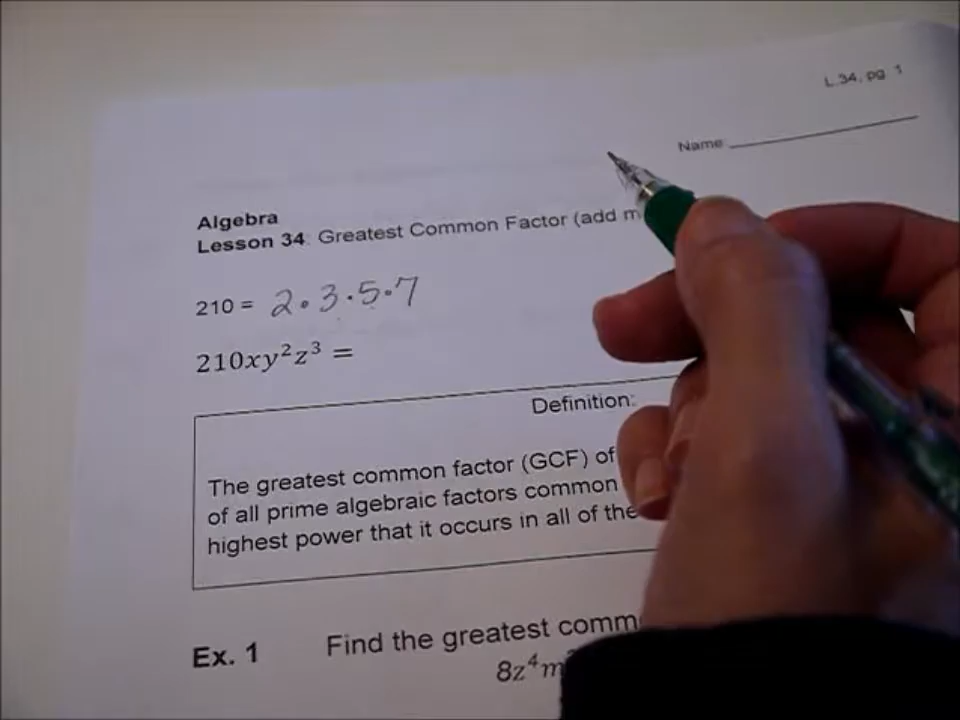 L.34, pg 1
Name
Algebra
Lesson 34: Greatest Common Factor (add
210 = 2 · 3 · 5 · 7
210xy²z³ =
Definition:
The greatest common factor (GCF) of
of all prime algebraic factors common
highest power that it occurs in all of the
Ex. 1 Find the greatest
8z⁴m